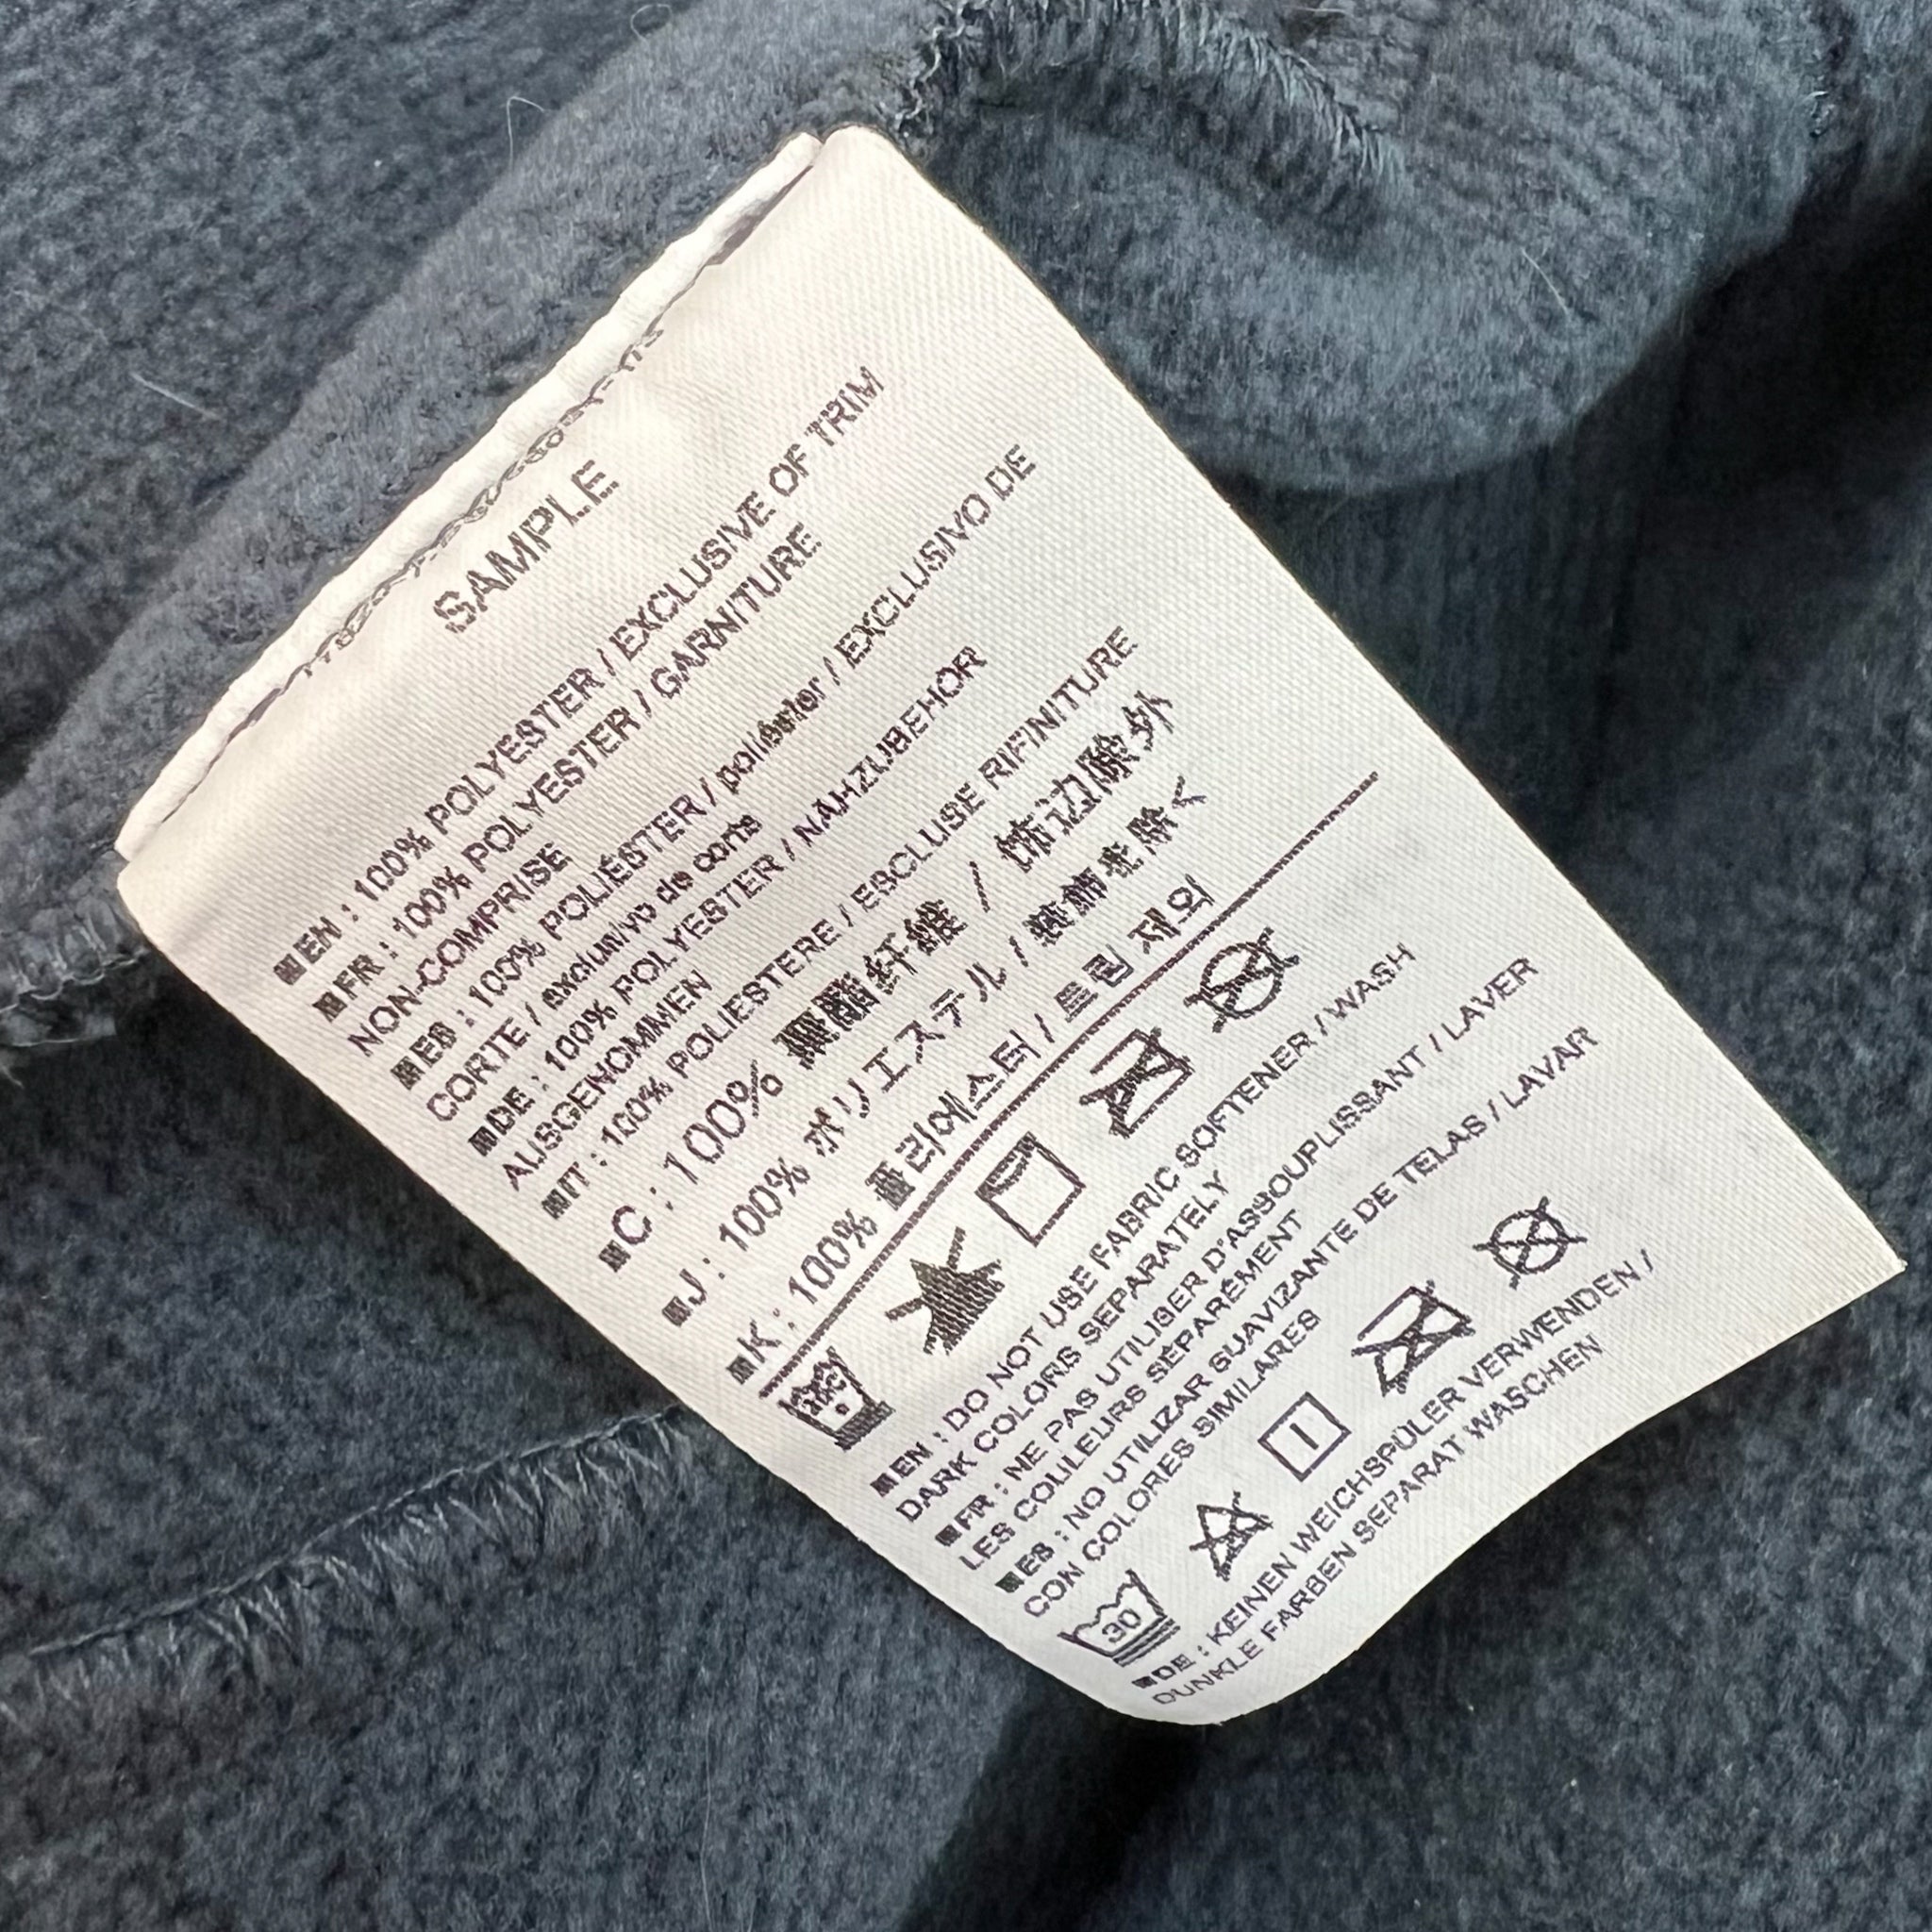 SAMPLE
■EN : 100% POLYESTER / EXCLUSIVE OF TRIM
■FR : 100% POLYESTER / GARNITURE
NON-COMPRISE
■ES : 100% POLIÉSTER / poliéster / EXCLUSIVO DE
CORTE / de corte
■DE : 100% POLYESTER / NAHZUBEHOR
AUSGENOMMEN
■IT : 100% POLIESTERE / ESCLUSE RIFINITURE
■C : 100% 聚酯纤维 / 饰边除外
■J : 100% ポリエステル / 装飾を除く
■K : 100% 폴리에스터 / 트림 제외
■EN : DO NOT USE FABRIC SOFTENER / WASH
DARK COLORS SEPARATELY
■FR : NE PAS UTILISER D'ASSOUPLISSANT / LAVER
LES COULEURS SÉPARÉMENT
■ES : NO UTILIZAR SUAVIZANTE DE TELAS / LAVAR
CON COLORES SIMILARES
30
■DE : KEINEN WEICHSPÜLER VERWENDEN /
DUNKLE FARBEN SEPARAT WASCHEN